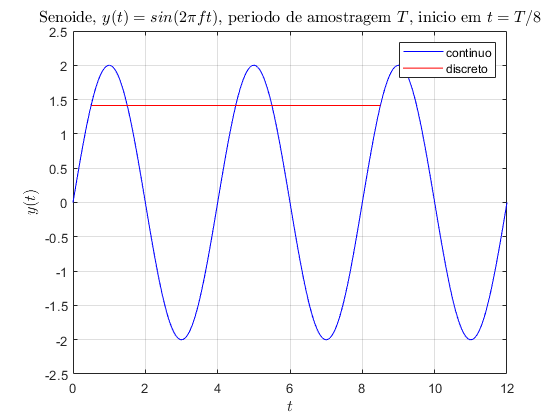 Senoide, y(t) = sin(2πft), periodo de amostragem T, inicio em t = T/8
2.5
continuo
2
discreto
1.5
1
0.5
0
-0.5
-1
-1.5
-2
-2.5
0 2 4 6 8 10 12
y(t)
t